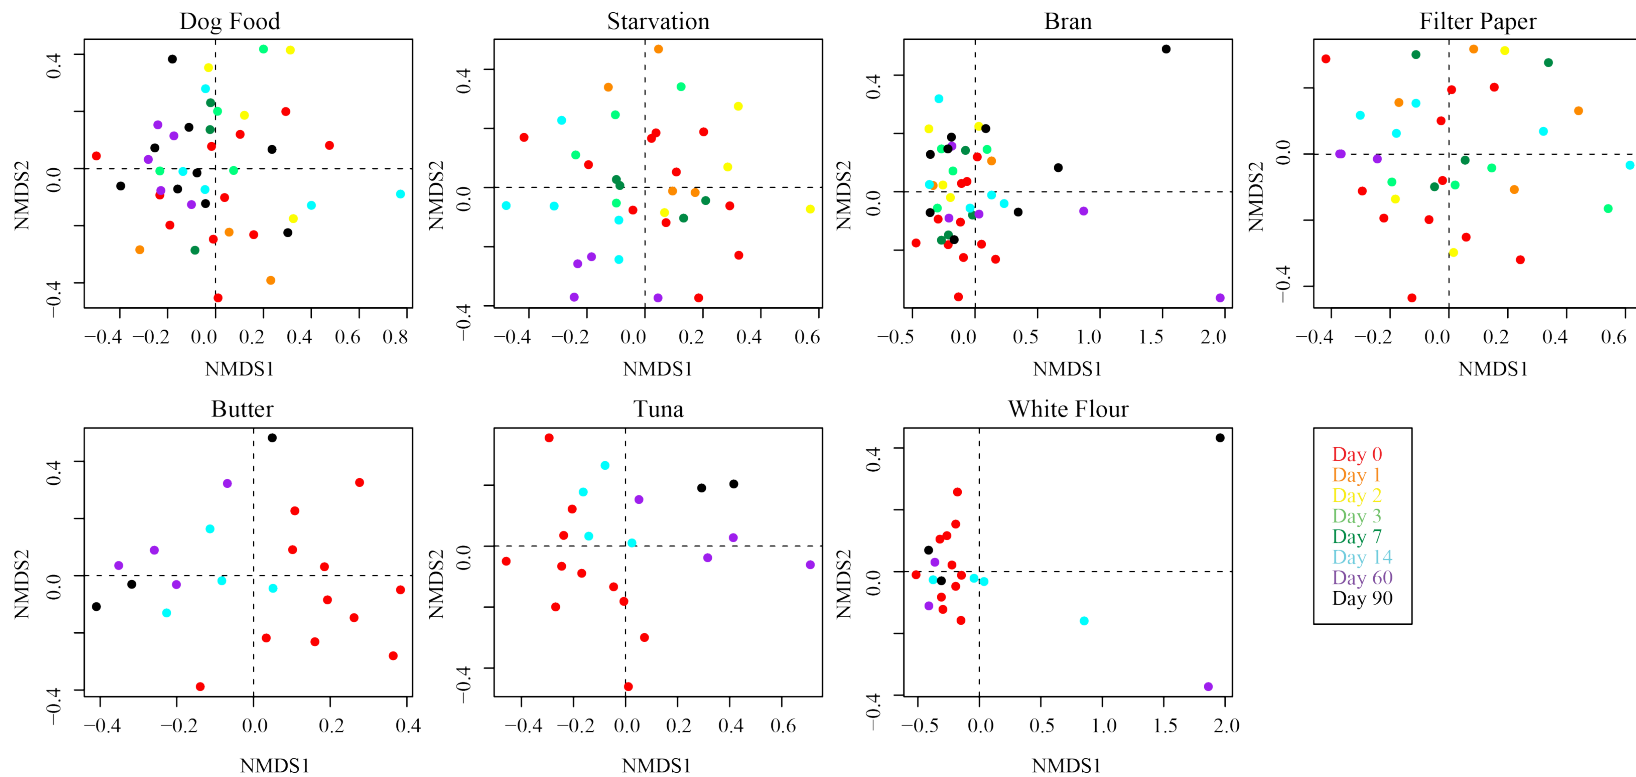 Dog Food
Starvation
Bran
Filter Paper
NMDS2
0.4
0.0
−0.4
−0.4
−0.2
0.0
0.2
0.4
0.6
0.8
NMDS1
NMDS2
0.4
0.0
−0.4
−0.4
−0.2
0.0
0.2
0.4
0.6
NMDS1
NMDS2
0.4
0.0
−0.5
0.0
0.5
1.0
1.5
2.0
NMDS1
NMDS2
0.0
−0.4
−0.4
−0.2
0.0
0.2
0.4
0.6
NMDS1
Butter
Tuna
White Flour
NMDS2
0.4
0.0
−0.4
−0.4
−0.2
0.0
0.2
0.4
NMDS1
NMDS2
0.0
−0.4
−0.4
−0.2
0.0
0.2
0.4
0.6
NMDS1
NMDS2
0.4
0.0
−0.4
−0.5
0.0
0.5
1.0
1.5
2.0
NMDS1
Day 0
Day 1
Day 2
Day 3
Day 7
Day 14
Day 60
Day 90